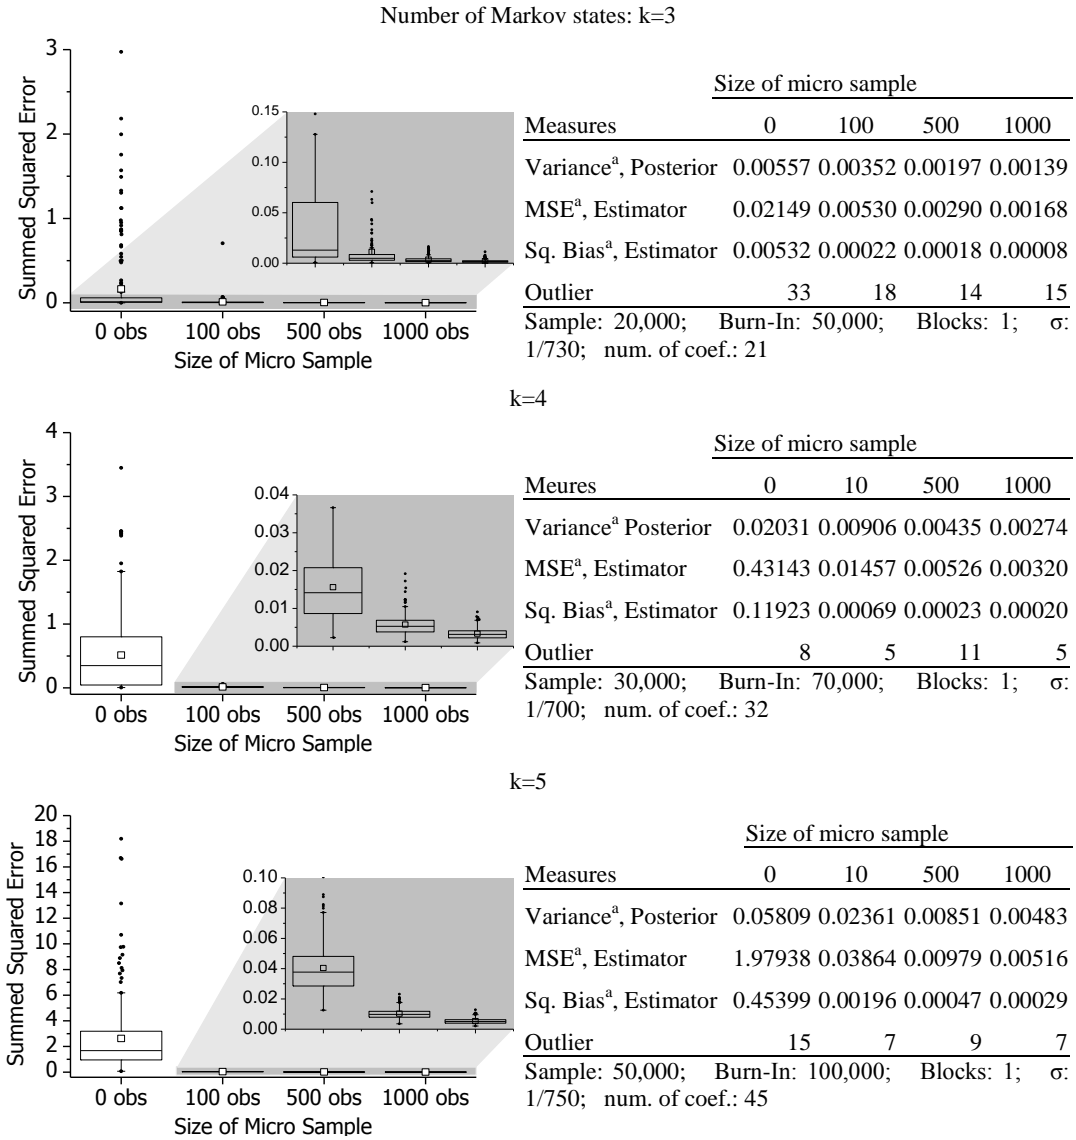 Number of Markov states: k=3
Summed Squared Error
3
2
1
0
0.15
0.10
0.05
0.00
0 obs 100 obs 500 obs 1000 obs
Size of Micro Sample
Size of micro sample
Measures 0 100 500 1000
Varianceª, Posterior 0.00557 0.00352 0.00197 0.00139
MSEª, Estimator 0.02149 0.00530 0.00290 0.00168
Sq. Biasª, Estimator 0.00532 0.00022 0.00018 0.00008
Outlier 33 18 14 15
Sample: 20,000; Burn-In: 50,000; Blocks: 1; σ:
1/730; num. of coef.: 21
k=4
Summed Squared Error
4
3
2
1
0
0.04
0.03
0.02
0.01
0.00
0 obs 100 obs 500 obs 1000 obs
Size of Micro Sample
Size of micro sample
Meures 0 10 500 1000
Varianceª Posterior 0.02031 0.00906 0.00435 0.00274
MSEª, Estimator 0.43143 0.01457 0.00526 0.00320
Sq. Biasª, Estimator 0.11923 0.00069 0.00023 0.00020
Outlier 8 5 11 5
Sample: 30,000; Burn-In: 70,000; Blocks: 1; σ:
1/700; num. of coef.: 32
k=5
Summed Squared Error
20
18
16
14
12
10
8
6
4
2
0
0.10
0.08
0.06
0.04
0.02
0.00
0 obs 100 obs 500 obs 1000 obs
Size of Micro Sample
Size of micro sample
Measures 0 10 500 1000
Varianceª, Posterior 0.05809 0.02361 0.00851 0.00483
MSEª, Estimator 1.97938 0.03864 0.00979 0.00516
Sq. Biasª, Estimator 0.45399 0.00196 0.00047 0.00029
Outlier 15 7 9 7
Sample: 50,000; Burn-In: 100,000; Blocks: 1; σ:
1/750; num. of coef.: 45